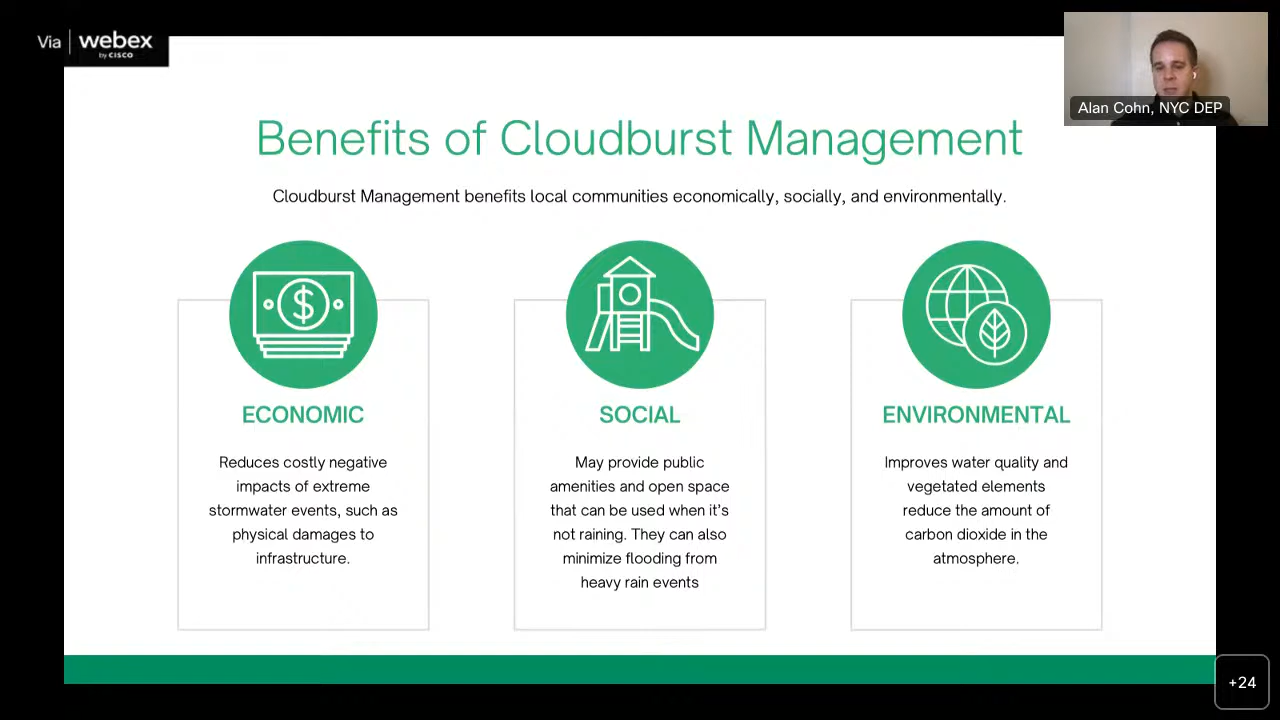 Via | webex
by CISCO
Alan Cohn, NYC DEP
Benefits of Cloudburst Management
Cloudburst Management benefits local communities economically, socially, and environmentally.
$
ECONOMIC
Reduces costly negative
impacts of extreme
stormwater events, such as
physical damages to
infrastructure.
SOCIAL
May provide public
amenities and open space
that can be used when it's
not raining. They can also
minimize flooding from
heavy rain events
ENVIRONMENTAL
Improves water quality and
vegetated elements
reduce the amount of
carbon dioxide in the
atmosphere.
+24